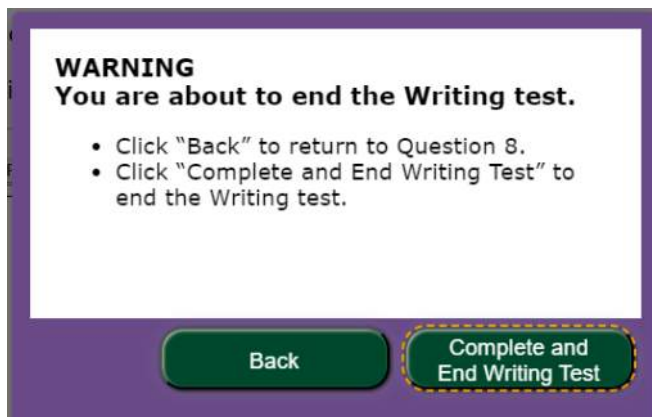 WARNING
You are about to end the Writing test.
• Click “Back” to return to Question 8.
• Click “Complete and End Writing Test” to
end the Writing test.
Back
Complete and
End Writing Test